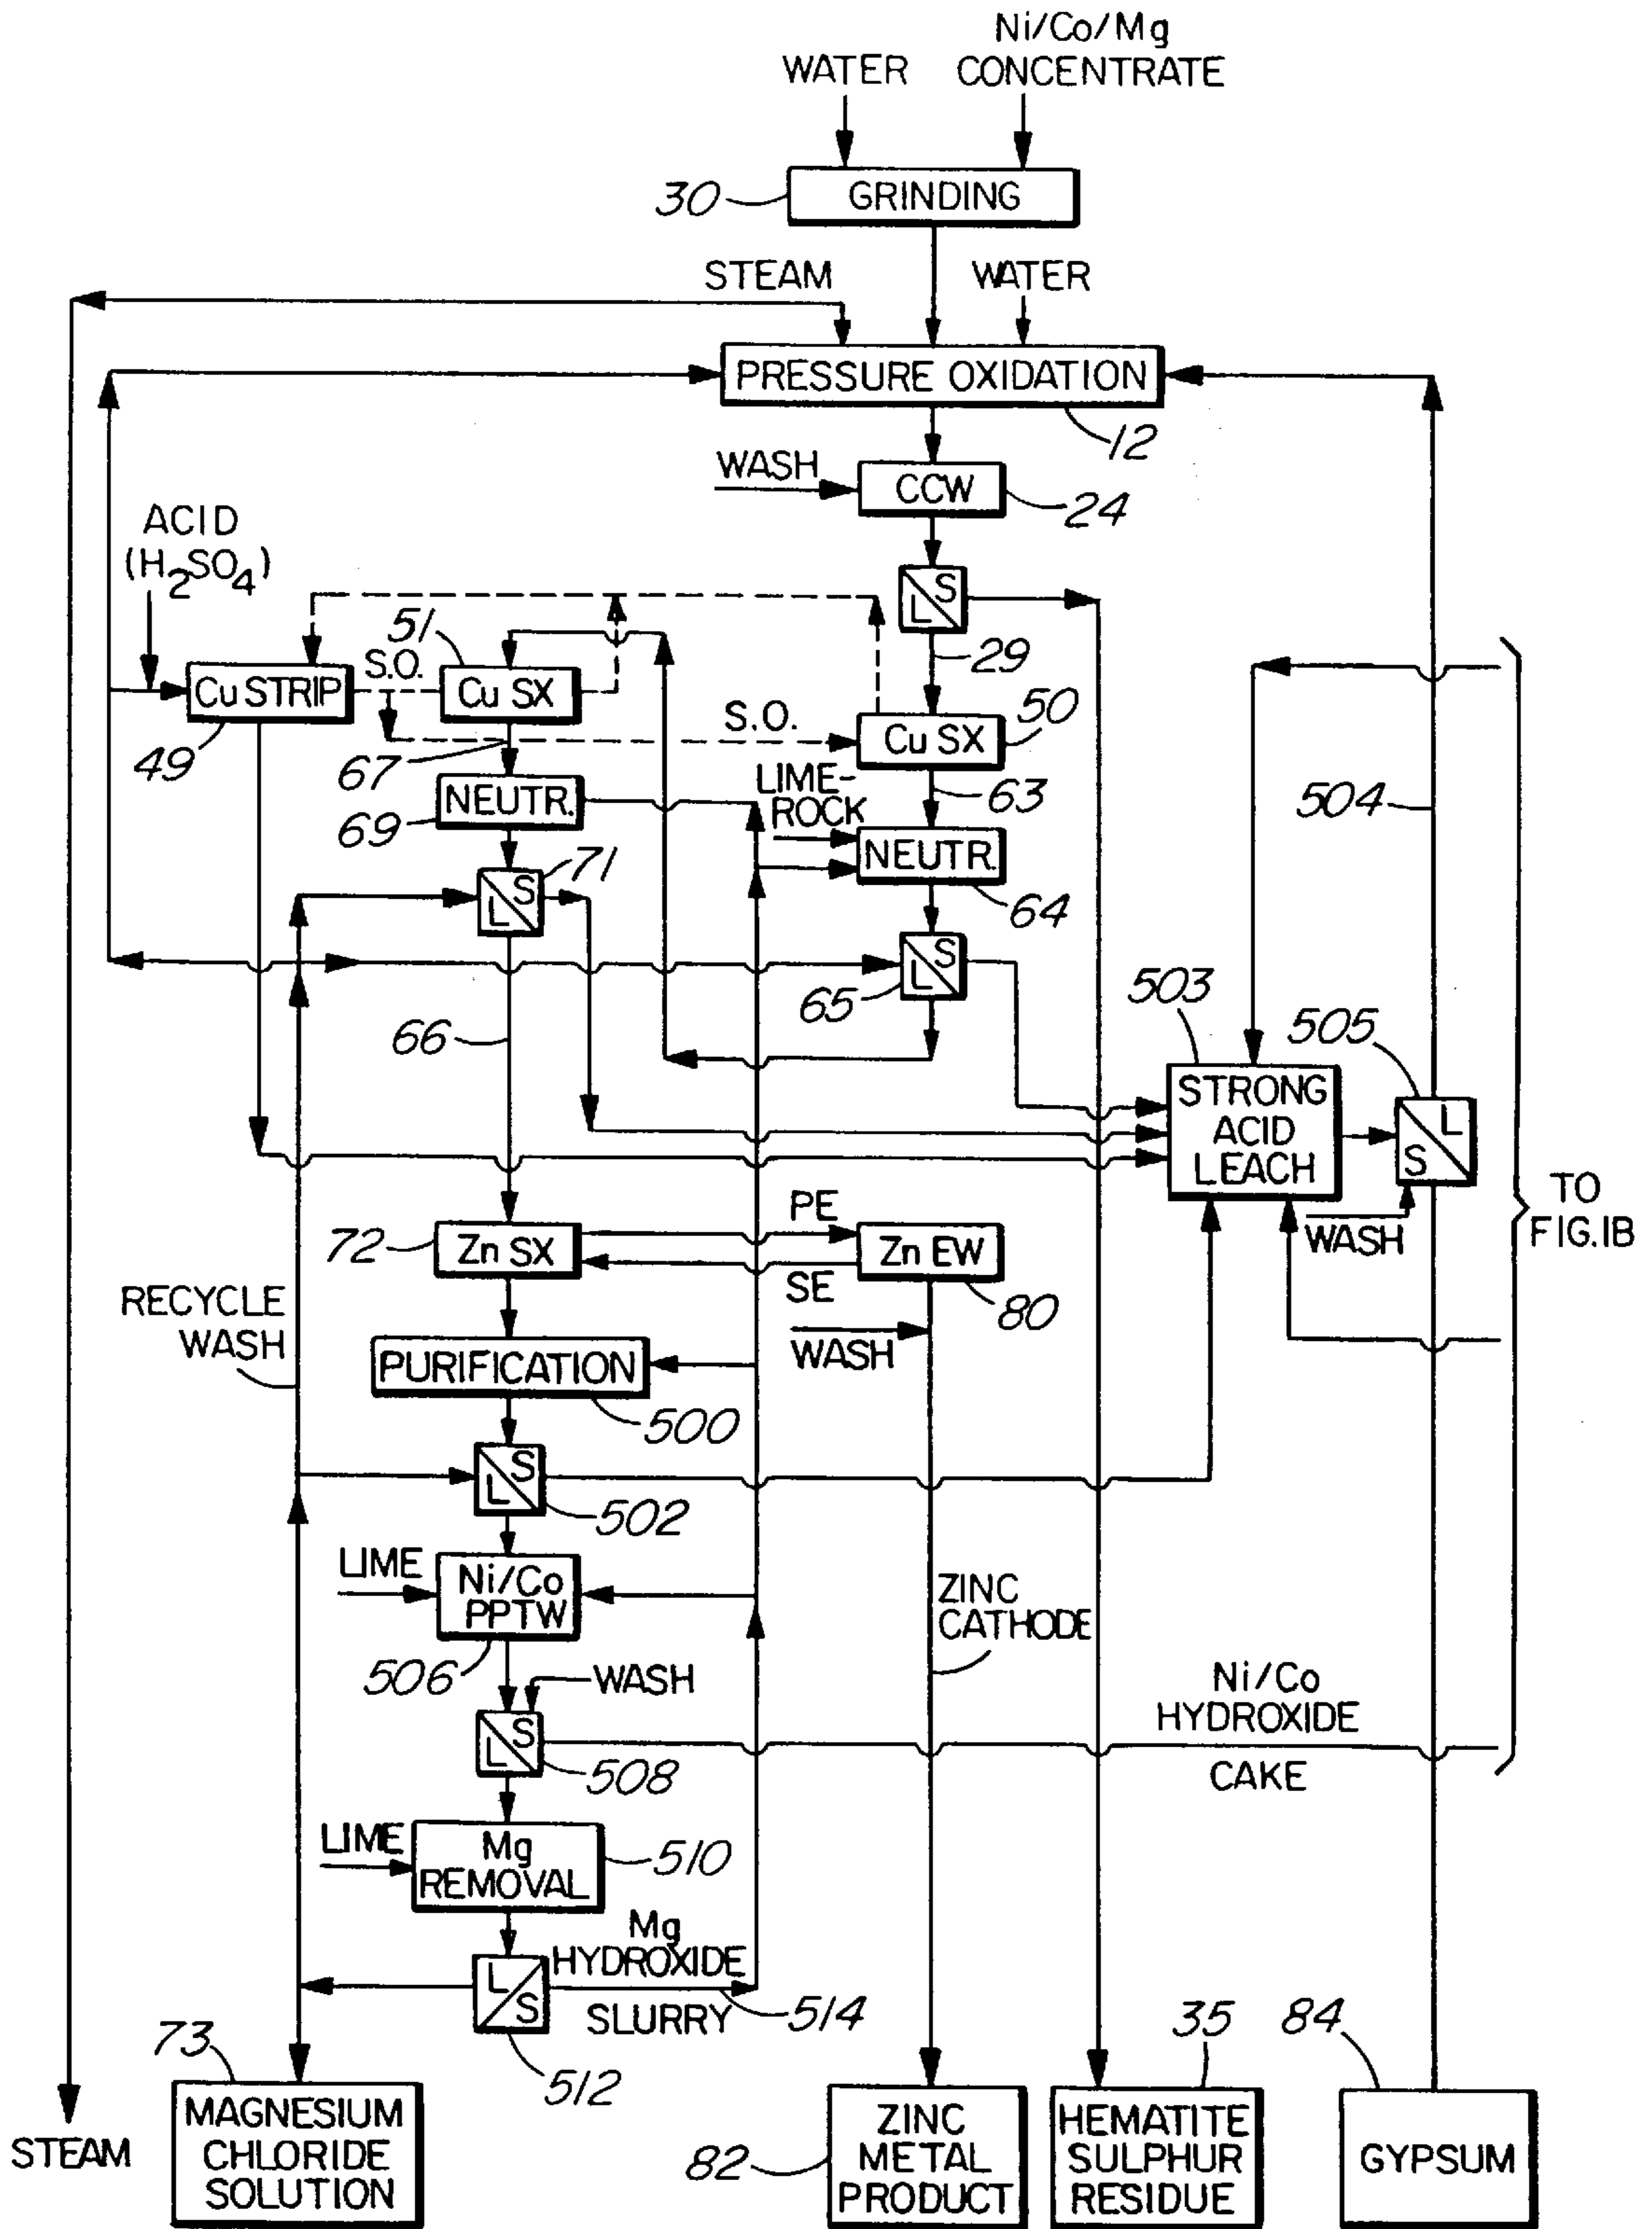 Ni/Co/Mg
WATER CONCENTRATE
30 GRINDING
STEAM WATER
PRESSURE OXIDATION
12
WASH
CCW
24
ACID
(H2SO4)
S
L
29
51
S.O.
Cu STRIP
Cu SX
49
67
S.O.
Cu SX
50
63
NEUTR.
69
LIME-
ROCK
NEUTR.
64
504
71
S
L
S
L
65
66
503
STRONG
ACID
LEACH
505
L
S
WASH
TO
FIG.1B
72
Zn SX
PE
SE
Zn EW
80
WASH
RECYCLE
WASH
PURIFICATION
500
S
L
502
LIME
Ni/Co
PPTW
506
ZINC
CATHODE
WASH
S
L
508
Ni/Co
HYDROXIDE
CAKE
LIME
Mg
REMOVAL
510
Mg
HYDROXIDE
SLURRY
514
L
S
512
STEAM
73
MAGNESIUM
CHLORIDE
SOLUTION
82
ZINC
METAL
PRODUCT
35
HEMATITE
SULPHUR
RESIDUE
84
GYPSUM